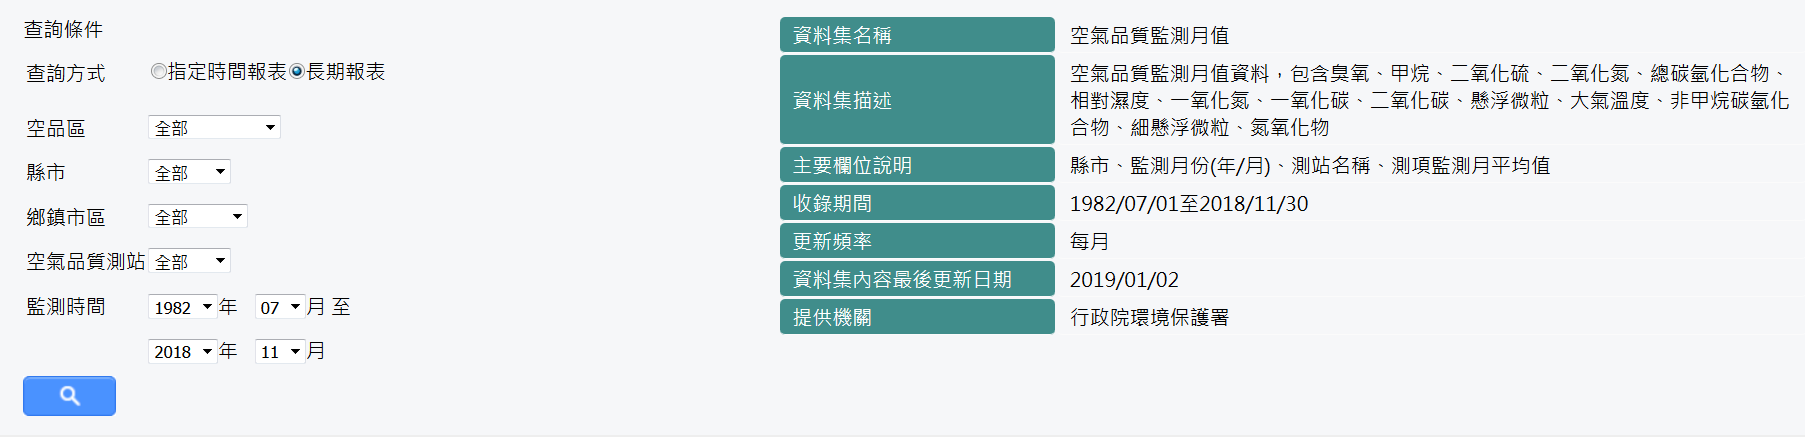 查詢條件
查詢方式 指定時間報表 長期報表
空品區 全部
縣市 全部
鄉鎮市區 全部
空氣品質測站 全部
監測時間 1982 年 07 月 至
2018 年 11 月
資料集名稱 空氣品質監測月值
資料集描述 空氣品質監測月值資料，包含臭氧、甲烷、二氧化硫、二氧化氮、總碳氫化合物、
相對濕度、一氧化氮、一氧化碳、二氧化碳、懸浮微粒、大氣溫度、非甲烷碳氫化
合物、細懸浮微粒、氮氧化物
主要欄位說明 縣市、監測月份(年/月)、測站名稱、測項監測月平均值
收錄期間 1982/07/01至2018/11/30
更新頻率 每月
資料集內容最後更新日期 2019/01/02
提供機關 行政院環境保護署